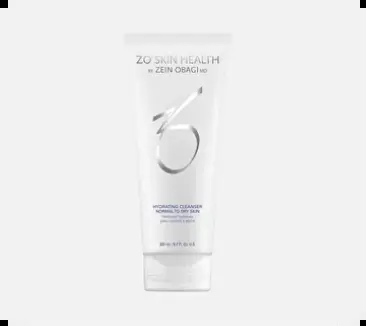 ZO SKIN HEALTH
BY ZEIN OBAGI MD
HYDRATING CLEANSER
NORMAL TO DRY SKIN